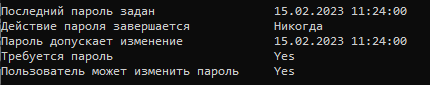 Последний пароль задан 15.02.2023 11:24:00
Действие пароля завершается Никогда
Пароль допускает изменение 15.02.2023 11:24:00
Требуется пароль Yes
Пользователь может изменить пароль Yes